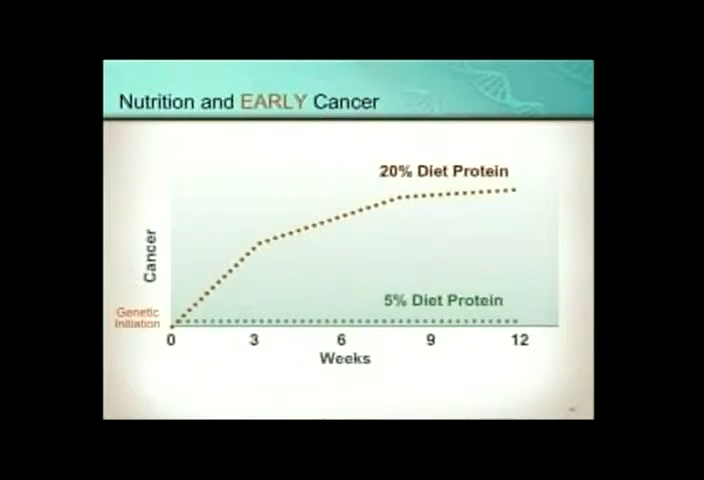 Nutrition and EARLY Cancer
20% Diet Protein
Cancer
5% Diet Protein
Genetic
Initiation
0 3 6 9 12
Weeks